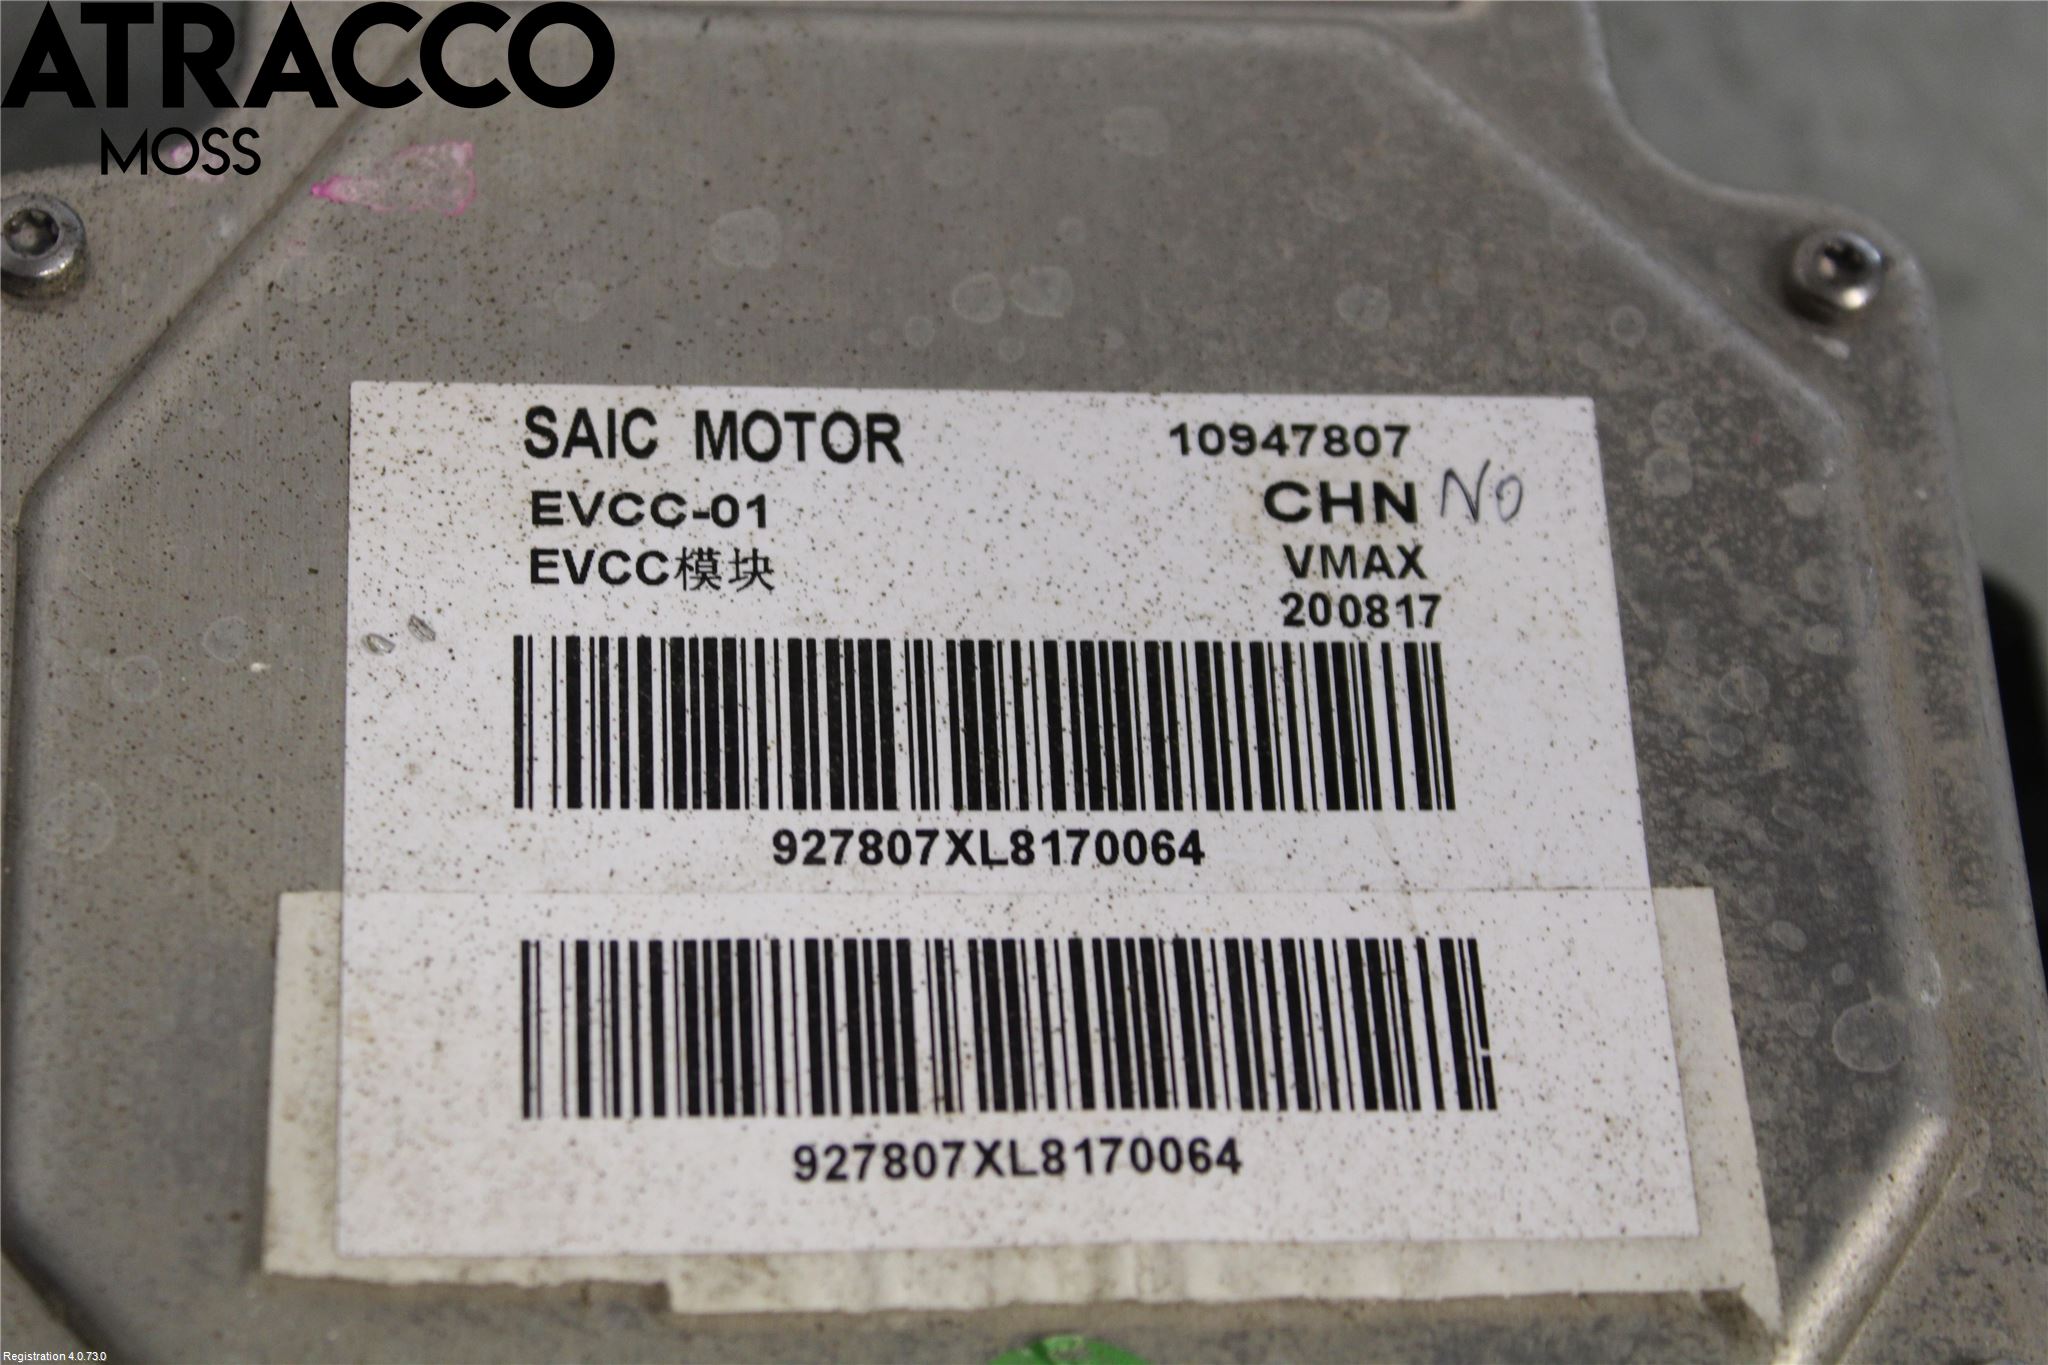 ATRACCO
MOSS
SAIC MOTOR 10947807
EVCC-01 CHN NO
EVCC模块 VMAX
200817
927807XL8170064
927807XL8170064
Registration 4.0.73.0